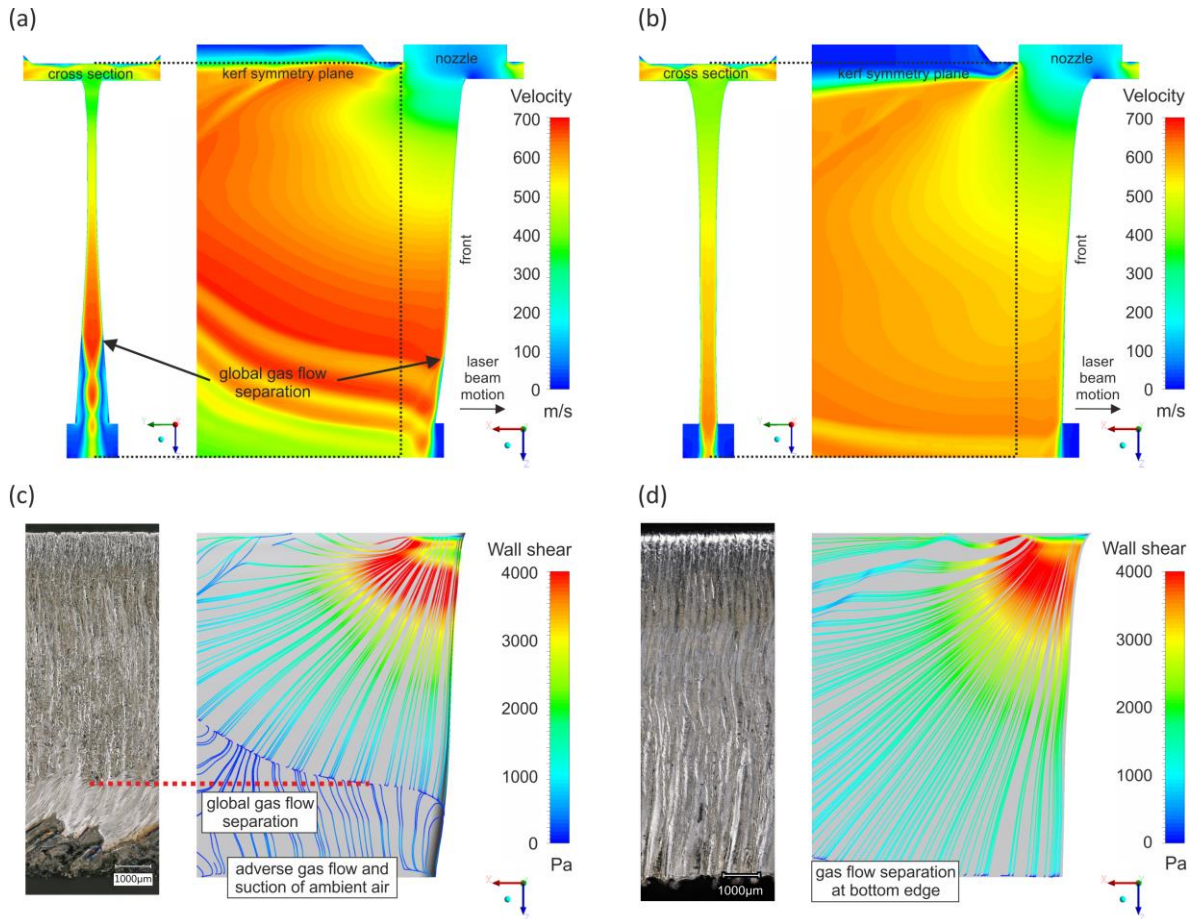 (a)
cross section
kerf symmetry plane
nozzle
Velocity
700
600
500
400
300
200
100
0
m/s
front
global gas flow
separation
laser
beam
motion
Y
X
Z
X
Y
Z
(b)
cross section
kerf symmetry plane
nozzle
Velocity
700
600
500
400
300
200
100
0
m/s
front
laser
beam
motion
Y
X
Z
X
Y
Z
(c)
1000µm
Wall shear
4000
3000
2000
1000
0
Pa
global gas flow
separation
adverse gas flow and
suction of ambient air
X
Y
Z
(d)
1000µm
Wall shear
4000
3000
2000
1000
0
Pa
gas flow separation
at bottom edge
X
Y
Z